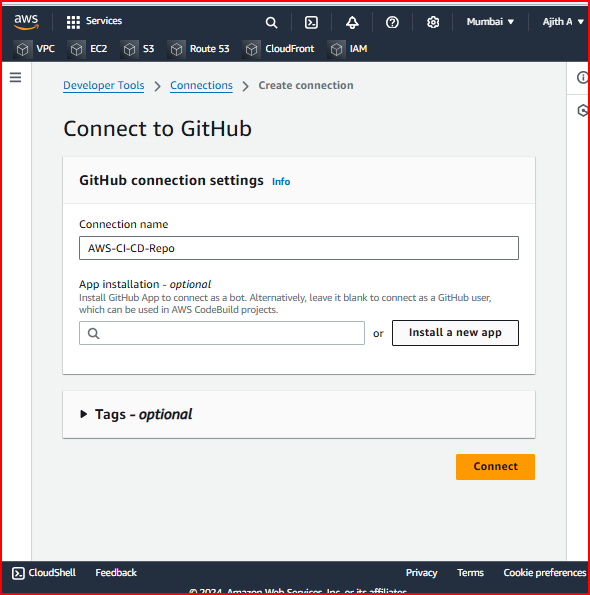 aws Services Mumbai ▼ Ajith A ▼
VPC EC2 S3 Route 53 CloudFront IAM
Developer Tools > Connections > Create connection
Connect to GitHub
GitHub connection settings Info
Connection name
AWS-CI-CD-Repo
App installation - optional
Install GitHub App to connect as a bot. Alternatively, leave it blank to connect as a GitHub user,
which can be used in AWS CodeBuild projects.
or Install a new app
Tags - optional
Connect
CloudShell Feedback Privacy Terms Cookie preferences
© 2024, Amazon Web Services, Inc. or its affiliates.